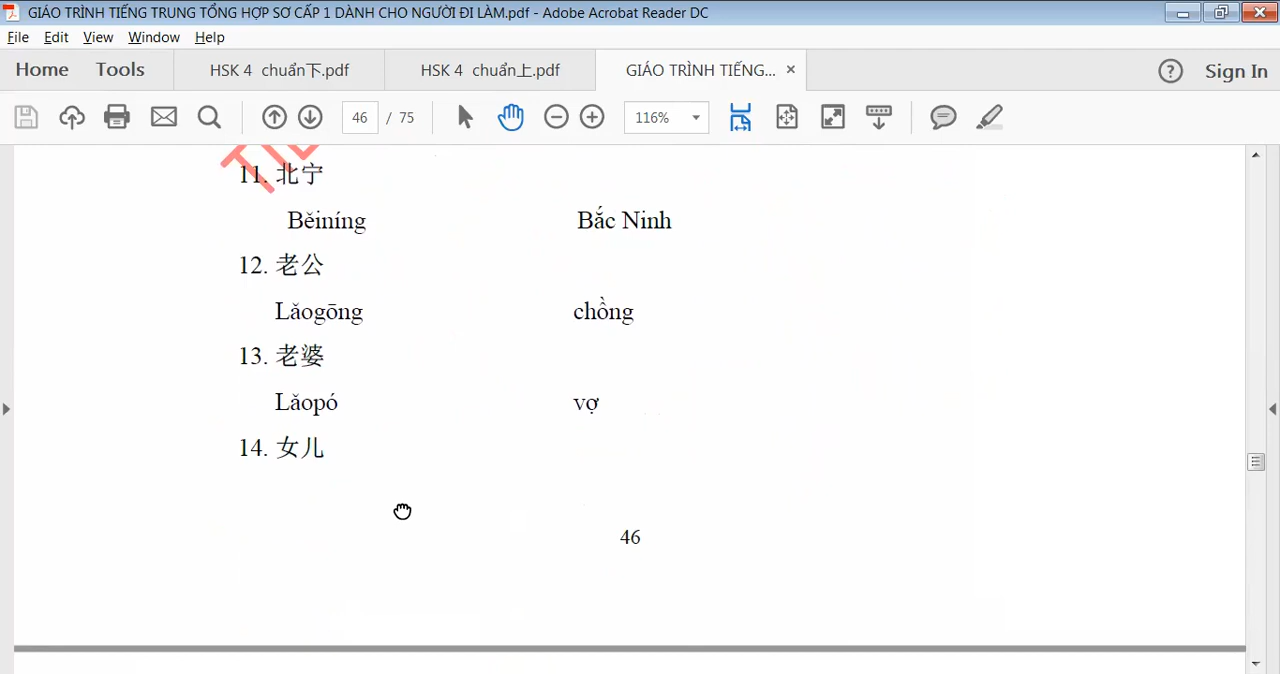 GIÁO TRÌNH TIẾNG TRUNG TỔNG HỢP SƠ CẤP 1 DÀNH CHO NGƯỜI ĐI LÀM.pdf - Adobe Acrobat Reader DC
File Edit View Window Help
Home Tools HSK 4 chuẩn下.pdf HSK 4 chuẩn上.pdf GIÁO TRÌNH TIẾNG... × ? Sign In
46 / 75 116%
11. 北宁
Běiníng Bắc Ninh
12. 老公
Lǎogōng chồng
13. 老婆
Lǎopó vợ
14. 女儿
46